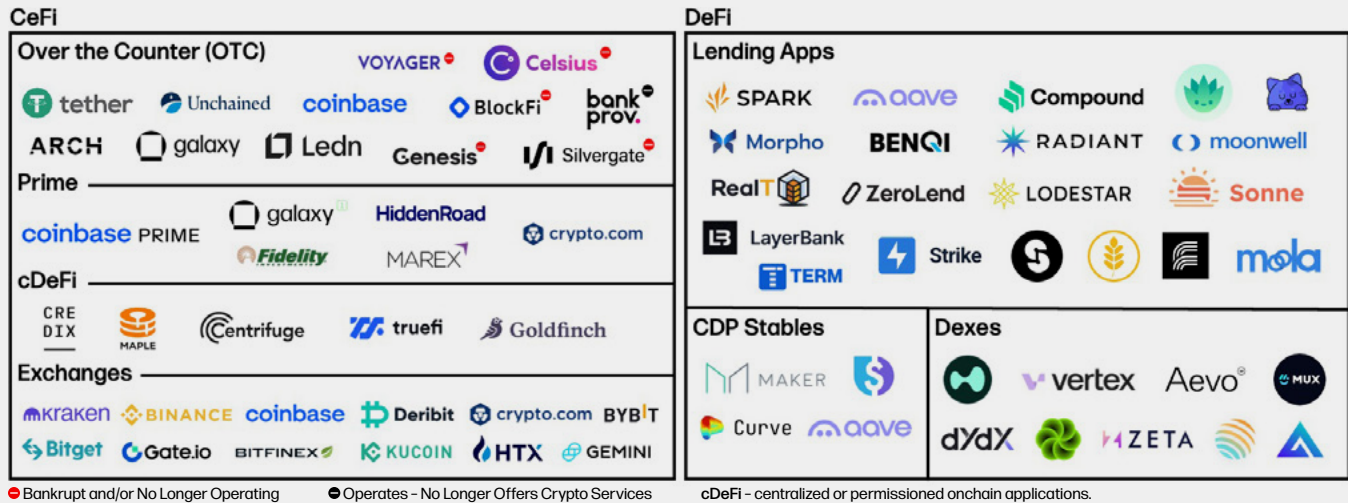 CeFi
Over the Counter (OTC)
VOYAGER Celsius
tether Unchained coinbase BlockFi bank prov.
ARCH galaxy Ledn Genesis Silvergate
Prime
coinbase PRIME galaxy HiddenRoad crypto.com
Fidelity MAREX
cDeFi
CRE
DIX
MAPLE Centrifuge truefi Goldfinch
Exchanges
kraken BINANCE coinbase Deribit crypto.com BYBIT
Bitget Gate.io BITFINEX KUCOIN HTX GEMINI
DeFi
Lending Apps
SPARK aave Compound
Morpho BENQI RADIANT moonwell
RealT ZeroLend LODESTAR Sonne
LB LayerBank Strike mola
TERM
CDP Stables
MAKER
Curve aave
Dexes
vertex Aevo MUX
dYdX ZETA
Bankrupt and/or No Longer Operating
Operates – No Longer Offers Crypto Services
cDeFi – centralized or permissioned onchain applications.